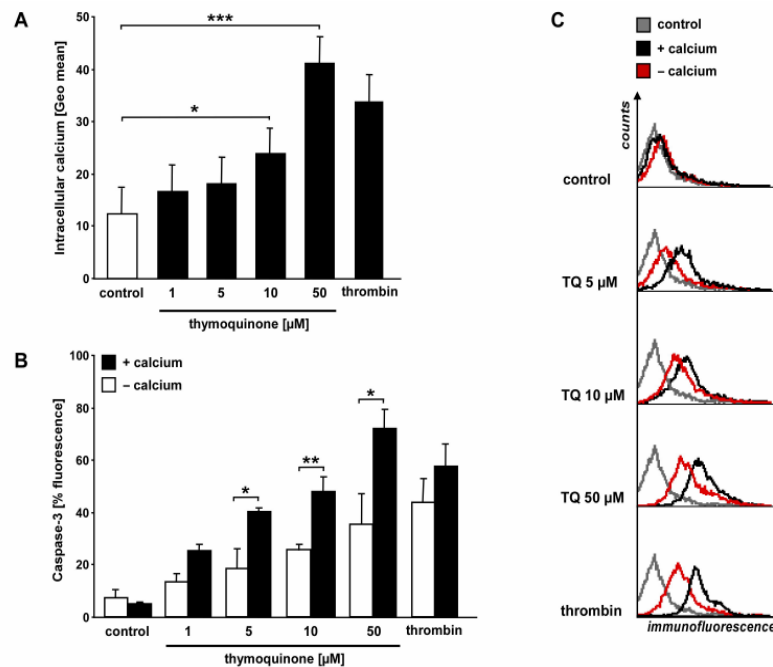 A
Intracellular calcium [Geo mean]
50
40
30
20
10
0
***
*
control
1
5
10
50
thrombin
thymoquinone [µM]
B
Caspase-3 [% fluorescence]
100
80
60
40
20
0
+ calcium
– calcium
*
**
*
control
1
5
10
50
thrombin
thymoquinone [µM]
C
control
+ calcium
– calcium
counts
control
TQ 5 µM
TQ 10 µM
TQ 50 µM
thrombin
immunofluorescence